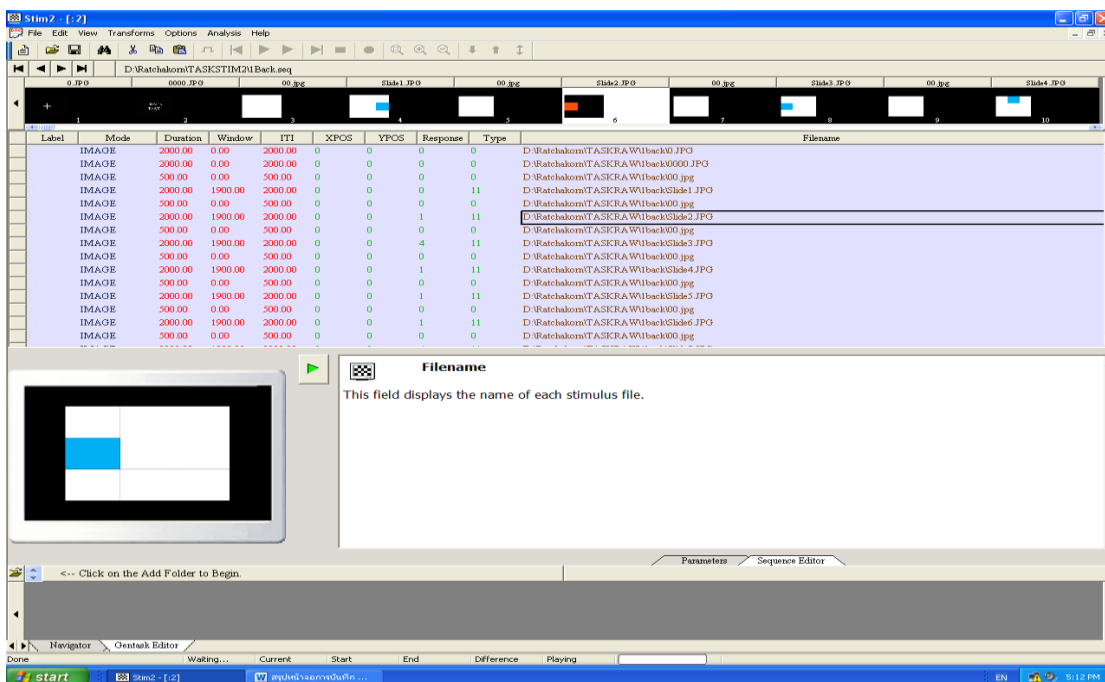 Stim2 - [:2]
File Edit View Transforms Options Analysis Help
D:\Ratchakorn\TASKSTIM2\1Back.seq
0.JPG 0000.JPG 00.jpg Slide1.JPG 00.jpg Slide2.JPG 00.jpg Slide3.JPG 00.jpg Slide4.JPG
1 2 3 4 5 6 7 8 9 10
Label Mode Duration Window ITI XPOS YPOS Response Type Filename
IMAGE 2000.00 0.00 2000.00 0 0 0 0 D:\Ratchakorn\TASKRAW\1back\0.JPG
IMAGE 2000.00 0.00 2000.00 0 0 0 0 D:\Ratchakorn\TASKRAW\1back\0000.JPG
IMAGE 500.00 0.00 500.00 0 0 0 0 D:\Ratchakorn\TASKRAW\1back\00.jpg
IMAGE 2000.00 1900.00 2000.00 0 0 0 11 D:\Ratchakorn\TASKRAW\1back\Slide1.JPG
IMAGE 500.00 0.00 500.00 0 0 0 0 D:\Ratchakorn\TASKRAW\1back\00.jpg
IMAGE 2000.00 1900.00 2000.00 0 0 1 11 D:\Ratchakorn\TASKRAW\1back\Slide2.JPG
IMAGE 500.00 0.00 500.00 0 0 0 0 D:\Ratchakorn\TASKRAW\1back\00.jpg
IMAGE 2000.00 1900.00 2000.00 0 0 4 11 D:\Ratchakorn\TASKRAW\1back\Slide3.JPG
IMAGE 500.00 0.00 500.00 0 0 0 0 D:\Ratchakorn\TASKRAW\1back\00.jpg
IMAGE 2000.00 1900.00 2000.00 0 0 1 11 D:\Ratchakorn\TASKRAW\1back\Slide4.JPG
IMAGE 500.00 0.00 500.00 0 0 0 0 D:\Ratchakorn\TASKRAW\1back\00.jpg
IMAGE 2000.00 1900.00 2000.00 0 0 1 11 D:\Ratchakorn\TASKRAW\1back\Slide5.JPG
IMAGE 500.00 0.00 500.00 0 0 0 0 D:\Ratchakorn\TASKRAW\1back\00.jpg
IMAGE 2000.00 1900.00 2000.00 0 0 1 11 D:\Ratchakorn\TASKRAW\1back\Slide6.JPG
IMAGE 500.00 0.00 500.00 0 0 0 0 D:\Ratchakorn\TASKRAW\1back\00.jpg
Filename
This field displays the name of each stimulus file.
Parameters Sequence Editor
<-- Click on the Add Folder to Begin.
Navigator Gentask Editor
Done Waiting... Current Start End Difference Playing
start Stim2 - [:2] สรุปหน้าจอการบันทึก ... EN 5:12 PM